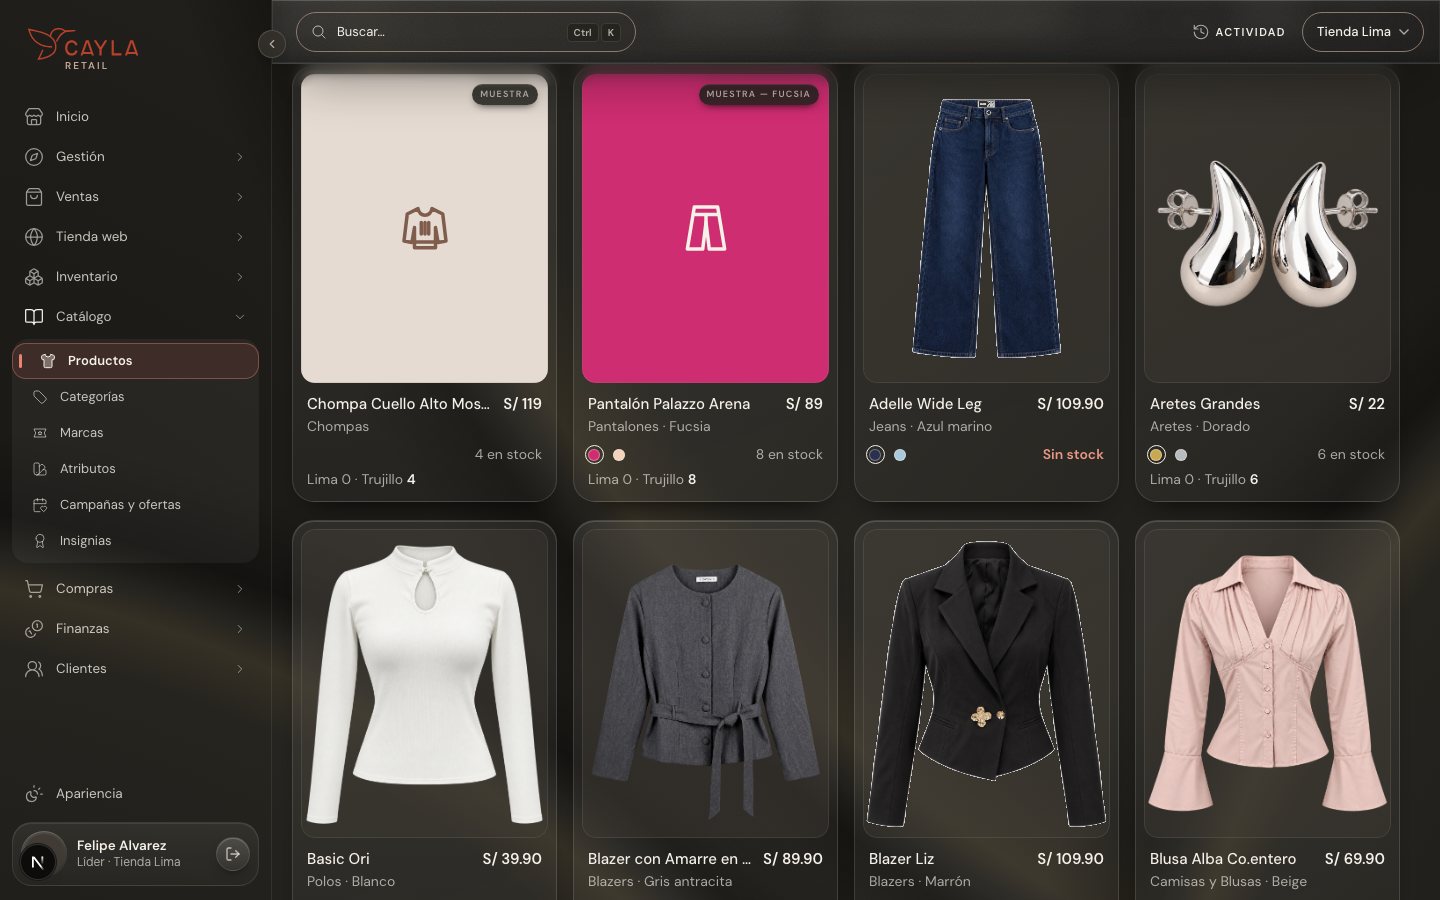 CAYLA
RETAIL
Buscar...
Ctrl K
ACTIVIDAD
Tienda Lima
Inicio
Gestión
Ventas
Tienda web
Inventario
Catálogo
Productos
Categorías
Marcas
Atributos
Campañas y ofertas
Insignias
Compras
Finanzas
Clientes
Apariencia
N
Felipe Alvarez
Líder · Tienda Lima
MUESTRA
Chompa Cuello Alto Mos... S/ 119
Chompas
4 en stock
Lima 0 · Trujillo 4
MUESTRA — FUCSIA
Pantalón Palazzo Arena S/ 89
Pantalones · Fucsia
8 en stock
Lima 0 · Trujillo 8
Adelle Wide Leg S/ 109.90
Jeans · Azul marino
Sin stock
Aretes Grandes S/ 22
Aretes · Dorado
6 en stock
Lima 0 · Trujillo 6
Basic Ori S/ 39.90
Polos · Blanco
Blazer con Amarre en ... S/ 89.90
Blazers · Gris antracita
Blazer Liz S/ 109.90
Blazers · Marrón
Blusa Alba Co.entero S/ 69.90
Camisas y Blusas · Beige